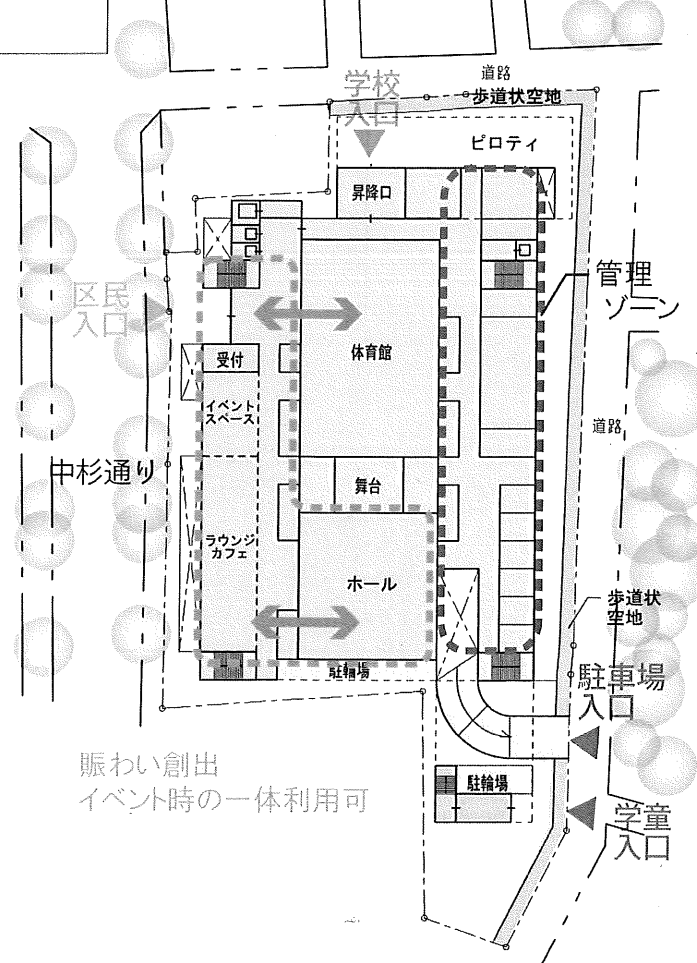 道路
歩道状空地
学校
入口
ピロティ
昇降口
管理
ゾーン
区民
入口
体育館
受付
イベント
スペース
道路
中杉通り
舞台
ラウンジ
カフェ
ホール
歩道状
空地
駐輪場
駐車場
入口
賑わい創出
イベント時の一体利用可
駐輪場
学童
入口